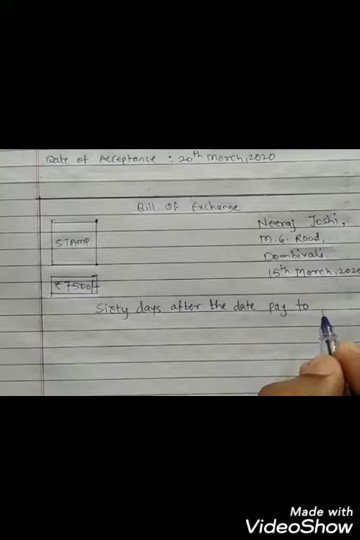 Date of Acceptance : 20th March, 2020
Bill of Exchange
Neeraj Joshi,
STAMP
M. G. Road,
Dombivali
15th March, 2020
₹7500/-
Sixty days after the date pay to
Made with
VideoShow